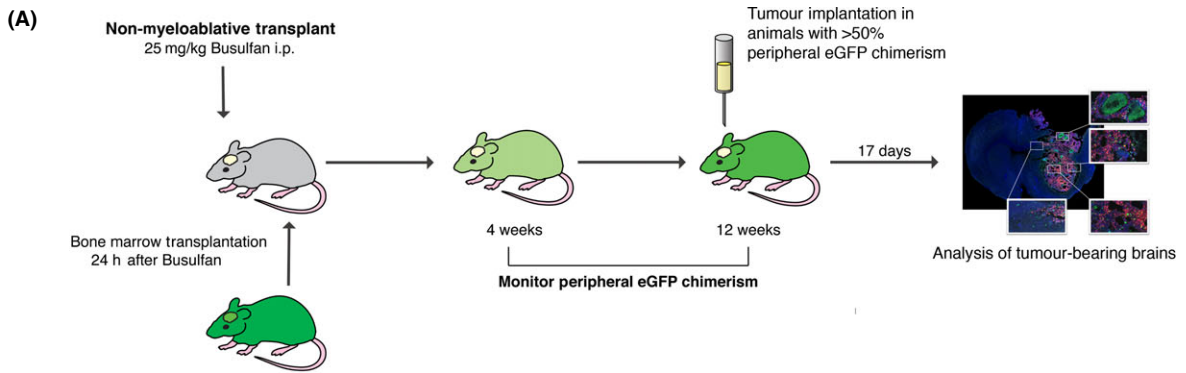 (A)
Non-myeloablative transplant
25 mg/kg Busulfan i.p.
Tumour implantation in
animals with >50%
peripheral eGFP chimerism
17 days
Bone marrow transplantation
24 h after Busulfan
4 weeks
12 weeks
Monitor peripheral eGFP chimerism
Analysis of tumour-bearing brains